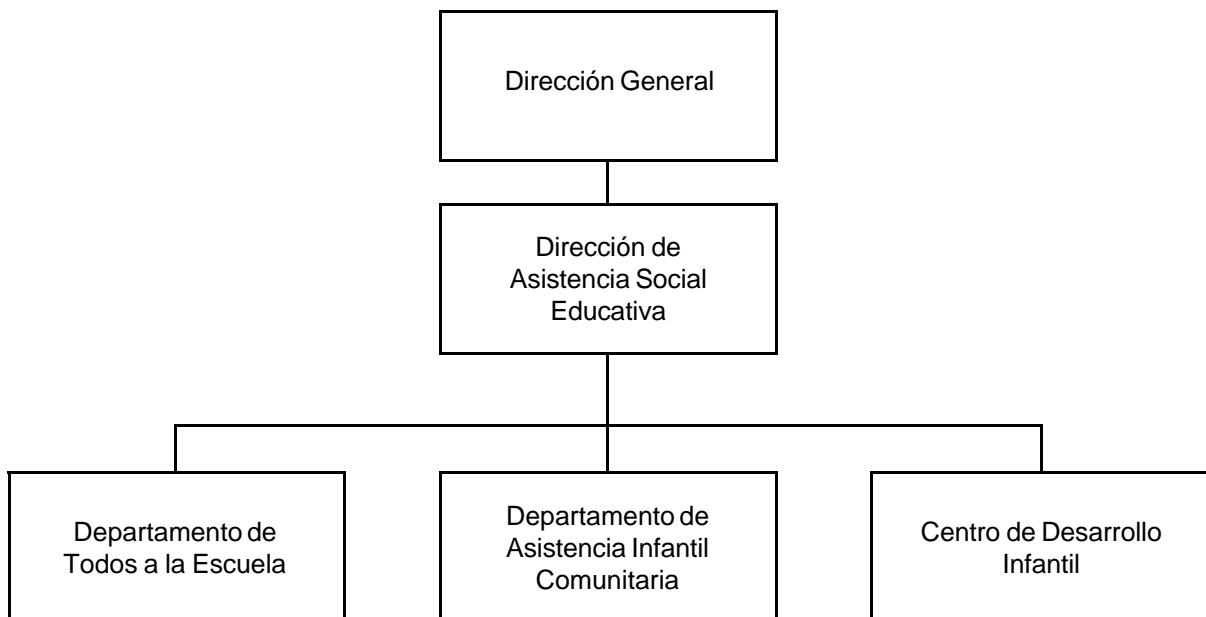 Dirección General
Dirección de
Asistencia Social
Educativa
Departamento de
Todos a la Escuela
Departamento de
Asistencia Infantil
Comunitaria
Centro de Desarrollo
Infantil